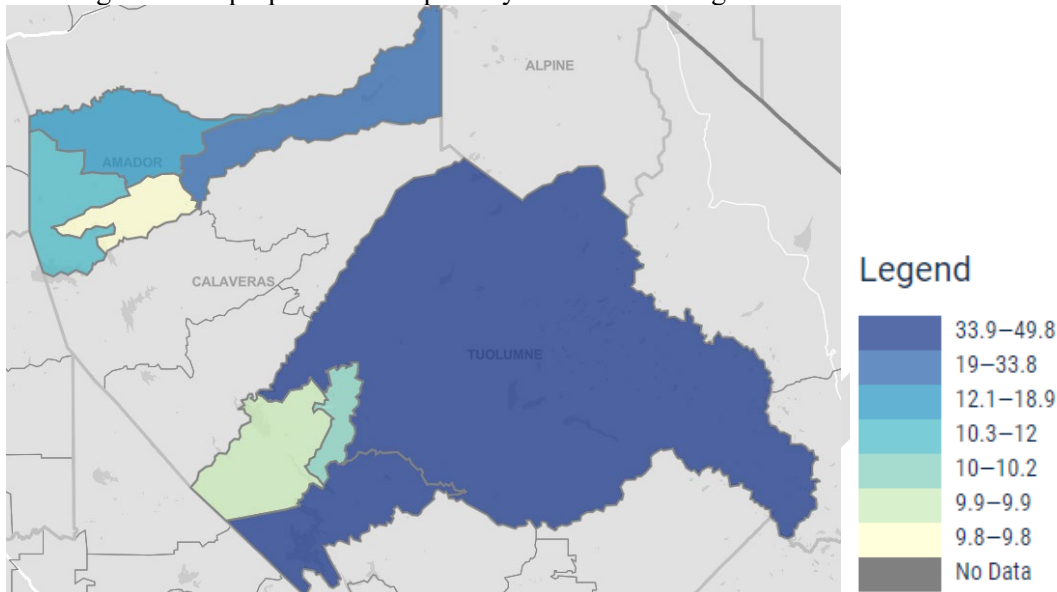 ALPINE
AMADOR
CALAVERAS
TUOLUMNE
Legend
33.9–49.8
19–33.8
12.1–18.9
10.3–12
10–10.2
9.9–9.9
9.8–9.8
No Data